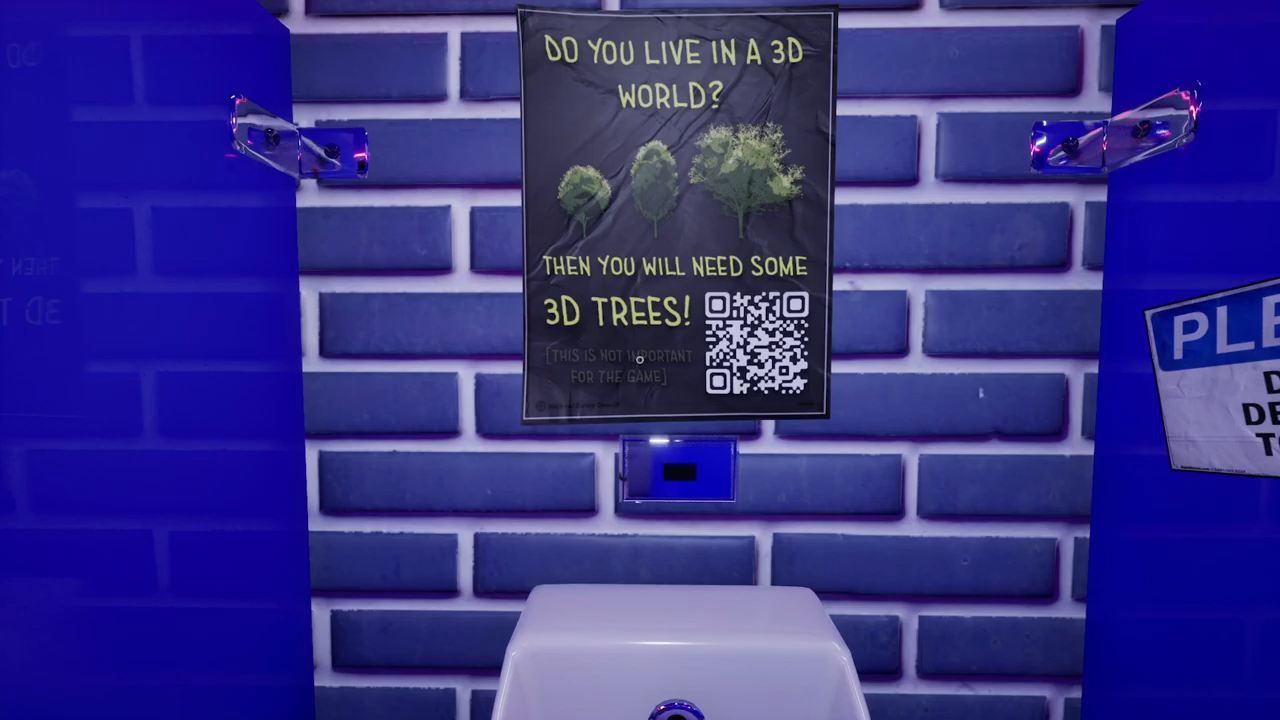 DO YOU LIVE IN A 3D
WORLD?
THEN YOU WILL NEED SOME
3D TREES!
[THIS IS NOT IMPORTANT
FOR THE GAME]
PLE
D
DE
T